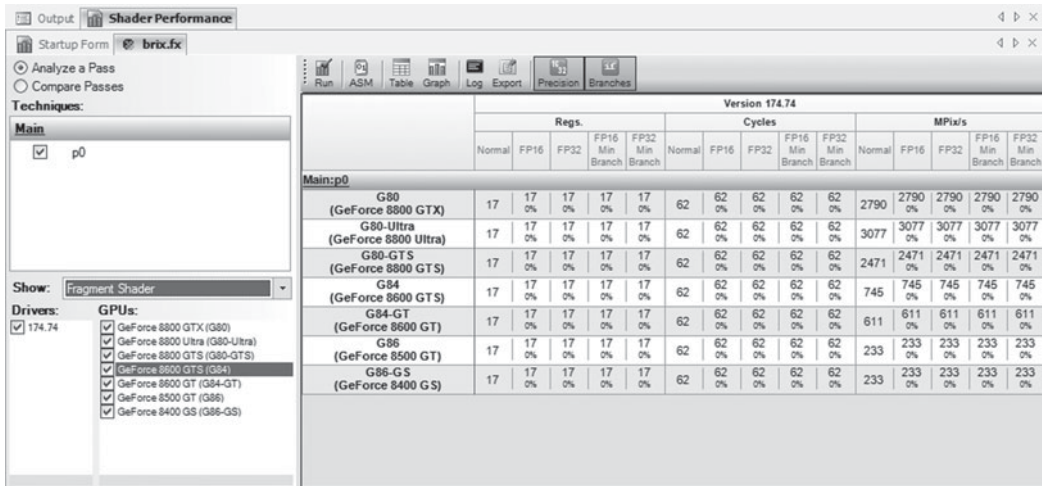 Output Shader Performance
Startup Form brix.fx
Analyze a Pass
Compare Passes
Techniques:
Main
p0
Show: Fragment Shader
Drivers: GPUs:
174.74
GeForce 8800 GTX (G80)
GeForce 8800 Ultra (G80-Ultra)
GeForce 8800 GTS (G80-GTS)
GeForce 8600 GTS (G84)
GeForce 8600 GT (G84-GT)
GeForce 8500 GT (G86)
GeForce 8400 GS (G86-GS)
Run ASM Table Graph Log Export Precision Branches
Version 174.74
Regs. Cycles MPix/s
Normal FP16 FP32 FP16 Min Branch FP32 Min Branch Normal FP16 FP32 FP16 Min Branch FP32 Min Branch Normal FP16 FP32 FP16 Min Branch FP32 Min Branch
Main:p0
G80
(GeForce 8800 GTX)
17 17 17 17 17 62 62 62 62 62 2790 2790 2790 2790 2790
0% 0% 0% 0% 0% 0% 0% 0% 0% 0% 0% 0%
G80-Ultra
(GeForce 8800 Ultra)
17 17 17 17 17 62 62 62 62 62 3077 3077 3077 3077 3077
0% 0% 0% 0% 0% 0% 0% 0% 0% 0% 0% 0%
G80-GTS
(GeForce 8800 GTS)
17 17 17 17 17 62 62 62 62 62 2471 2471 2471 2471 2471
0% 0% 0% 0% 0% 0% 0% 0% 0% 0% 0% 0%
G84
(GeForce 8600 GTS)
17 17 17 17 17 62 62 62 62 62 745 745 745 745 745
0% 0% 0% 0% 0% 0% 0% 0% 0% 0% 0% 0%
G84-GT
(GeForce 8600 GT)
17 17 17 17 17 62 62 62 62 62 611 611 611 611 611
0% 0% 0% 0% 0% 0% 0% 0% 0% 0% 0% 0%
G86
(GeForce 8500 GT)
17 17 17 17 17 62 62 62 62 62 233 233 233 233 233
0% 0% 0% 0% 0% 0% 0% 0% 0% 0% 0% 0%
G86-GS
(GeForce 8400 GS)
17 17 17 17 17 62 62 62 62 62 233 233 233 233 233
0% 0% 0% 0% 0% 0% 0% 0% 0% 0% 0% 0%